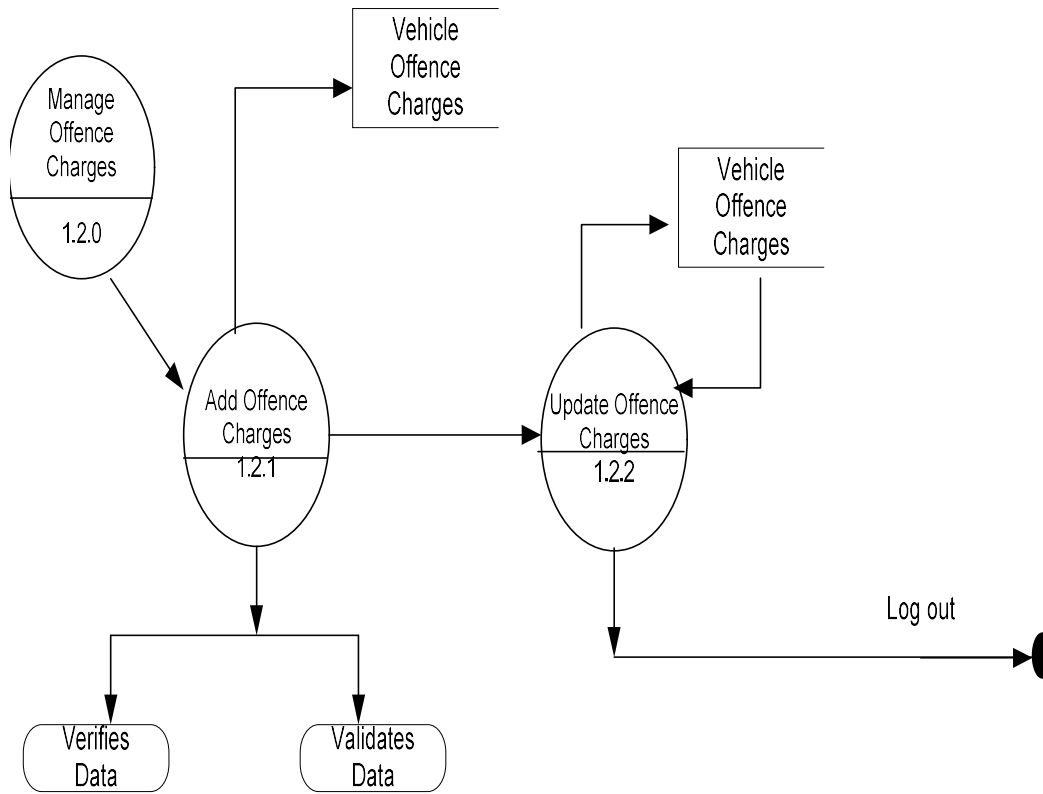 Vehicle
Offence
Charges
Manage
Offence
Charges
1.2.0
Vehicle
Offence
Charges
Add Offence
Charges
1.2.1
Update Offence
Charges
1.2.2
Log out
Verifies
Data
Validates
Data